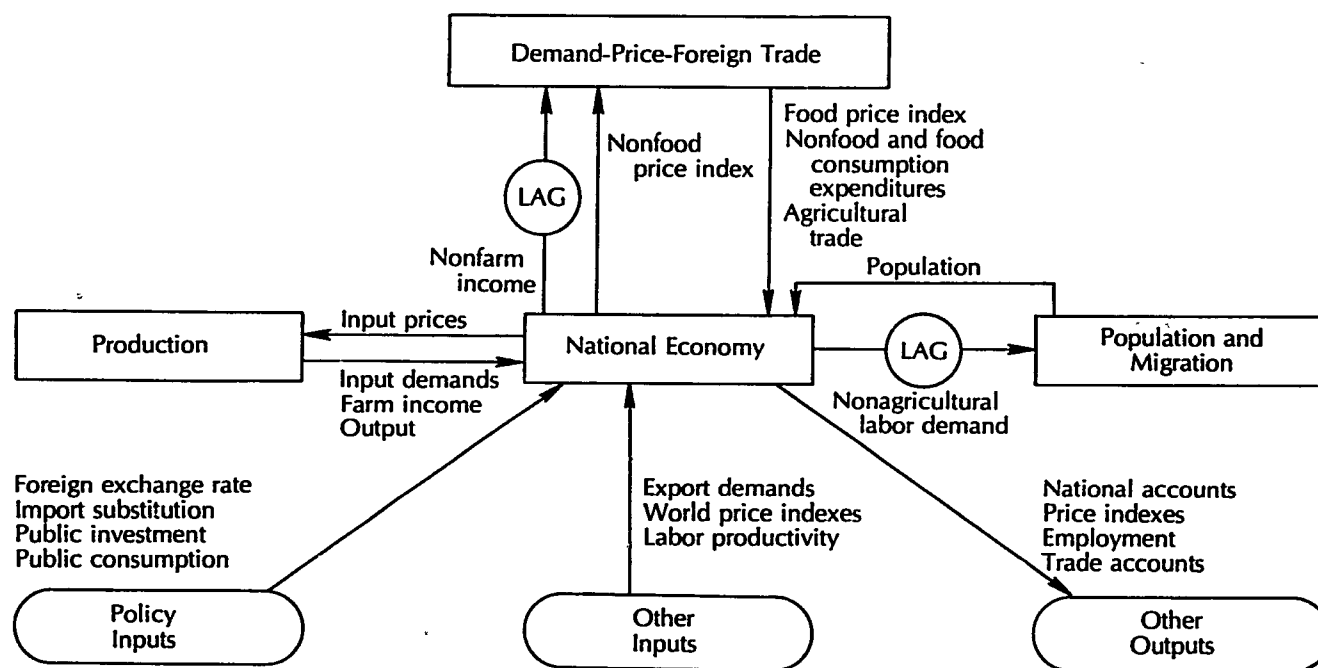 Demand-Price-Foreign Trade
Food price index
Nonfood and food
consumption
expenditures
Agricultural
trade
Nonfood
price index
LAG
Nonfarm
income
Population
Input prices
Production
National Economy
LAG
Population and
Migration
Input demands
Farm income
Output
Nonagricultural
labor demand
Foreign exchange rate
Import substitution
Public investment
Public consumption
Export demands
World price indexes
Labor productivity
National accounts
Price indexes
Employment
Trade accounts
Policy
Inputs
Other
Inputs
Other
Outputs